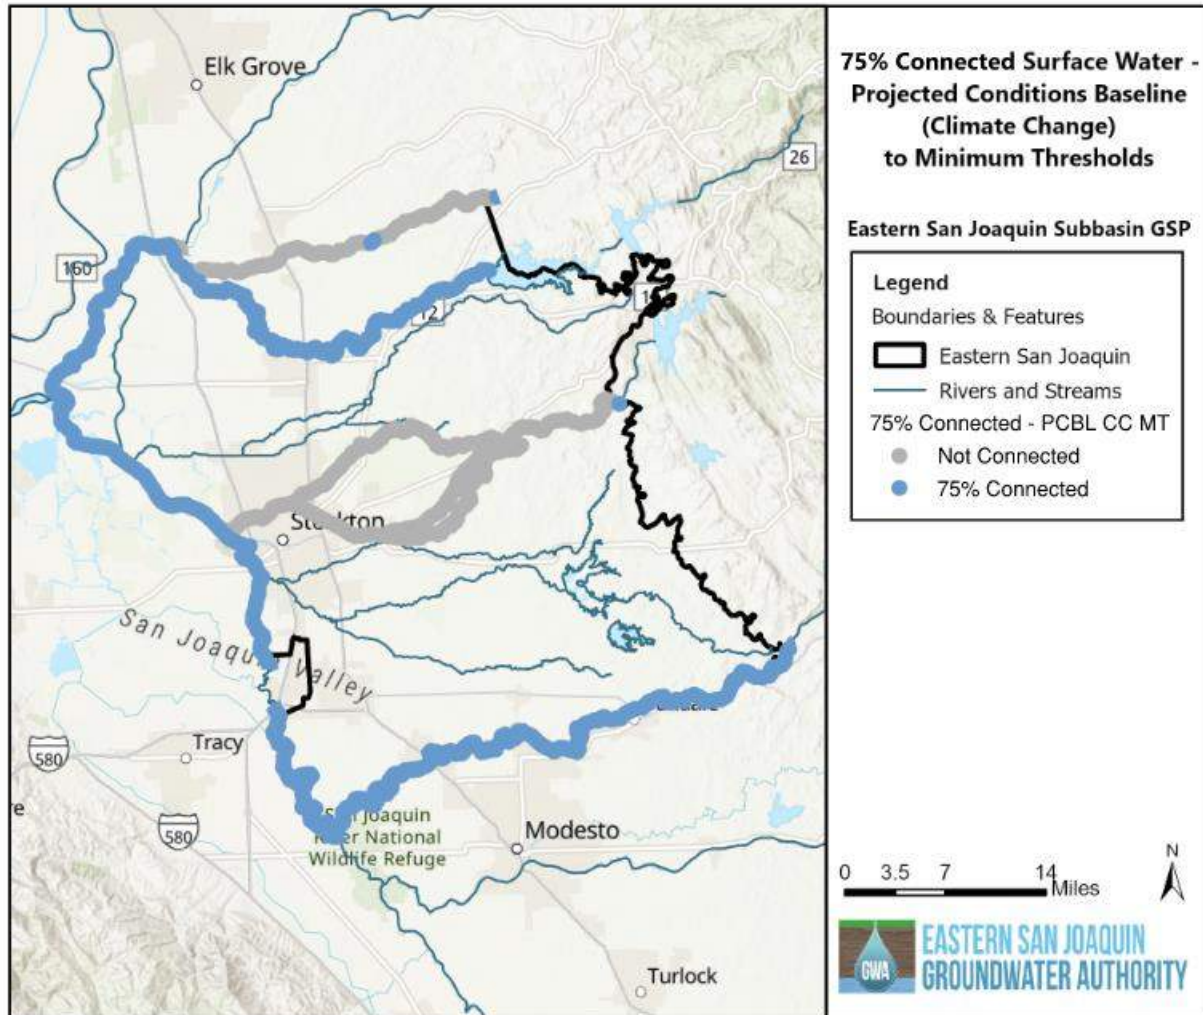 Elk Grove
26
160
12
Stockton
San Joaquin Valley
Tracy
580
580
San Joaquin
River National
Wildlife Refuge
Modesto
Turlock
75% Connected Surface Water -
Projected Conditions Baseline
(Climate Change)
to Minimum Thresholds
Eastern San Joaquin Subbasin GSP
Legend
Boundaries & Features
Eastern San Joaquin
Rivers and Streams
75% Connected - PCBL CC MT
Not Connected
75% Connected
N
0 3.5 7 14
Miles
GWA
EASTERN SAN JOAQUIN
GROUNDWATER AUTHORITY